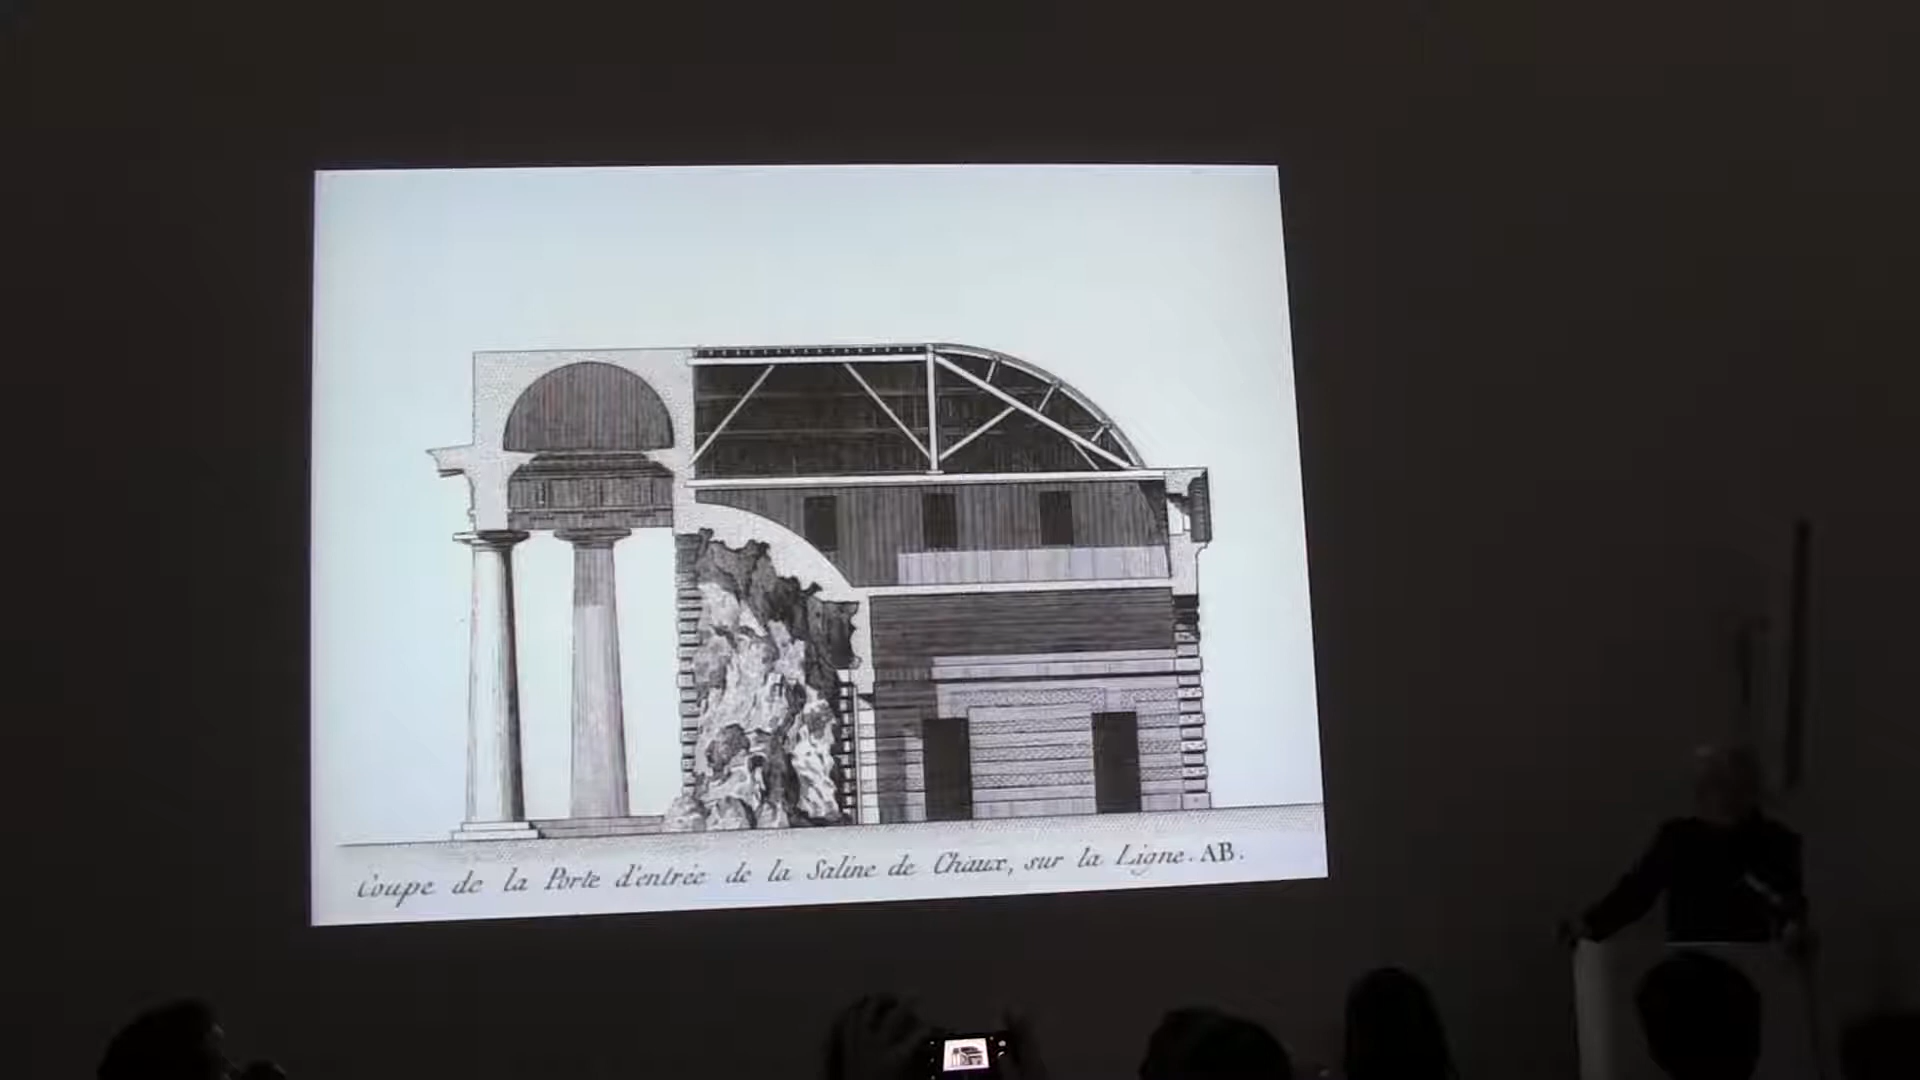 Coupe de la Porte d'entrée de la Saline de Chaux, sur la Ligne. AB.